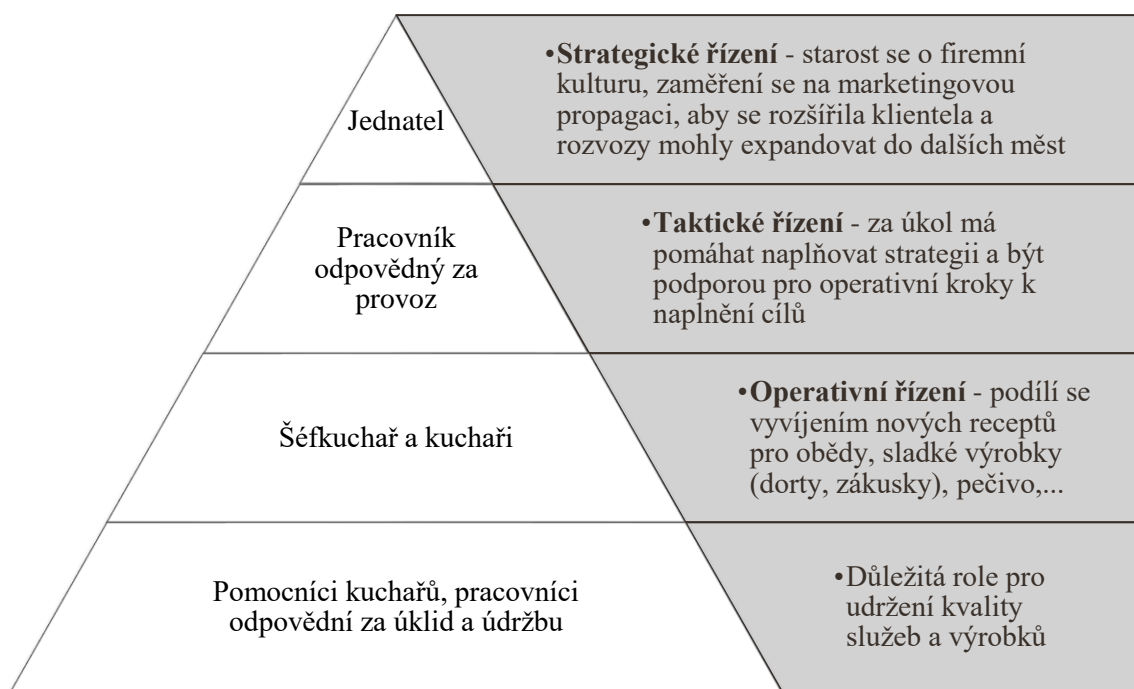 Jednatel
•Strategické řízení - starost se o firemní
kulturu, zaměření se na marketingovou
propagaci, aby se rozšířila klientela a
rozvozy mohly expandovat do dalších měst
Pracovník
odpovědný za
provoz
•Taktické řízení - za úkol má
pomáhat naplňovat strategii a být
podporou pro operativní kroky k
naplnění cílů
Šéfkuchař a kuchaři
•Operativní řízení - podílí se
vyvíjením nových receptů
pro obědy, sladké výrobky
(dorty, zákusky), pečivo,...
Pomocníci kuchařů, pracovníci
odpovědní za úklid a údržbu
•Důležitá role pro
udržení kvality
služeb a výrobků